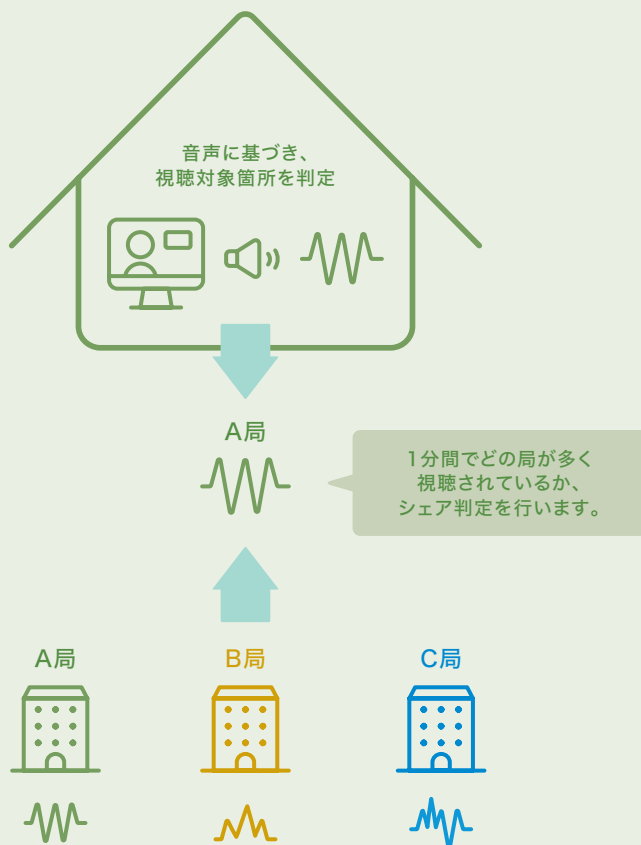 音声に基づき、
視聴対象箇所を判定
A局
1分間でどの局が多く
視聴されているか、
シェア判定を行います。
A局
B局
C局